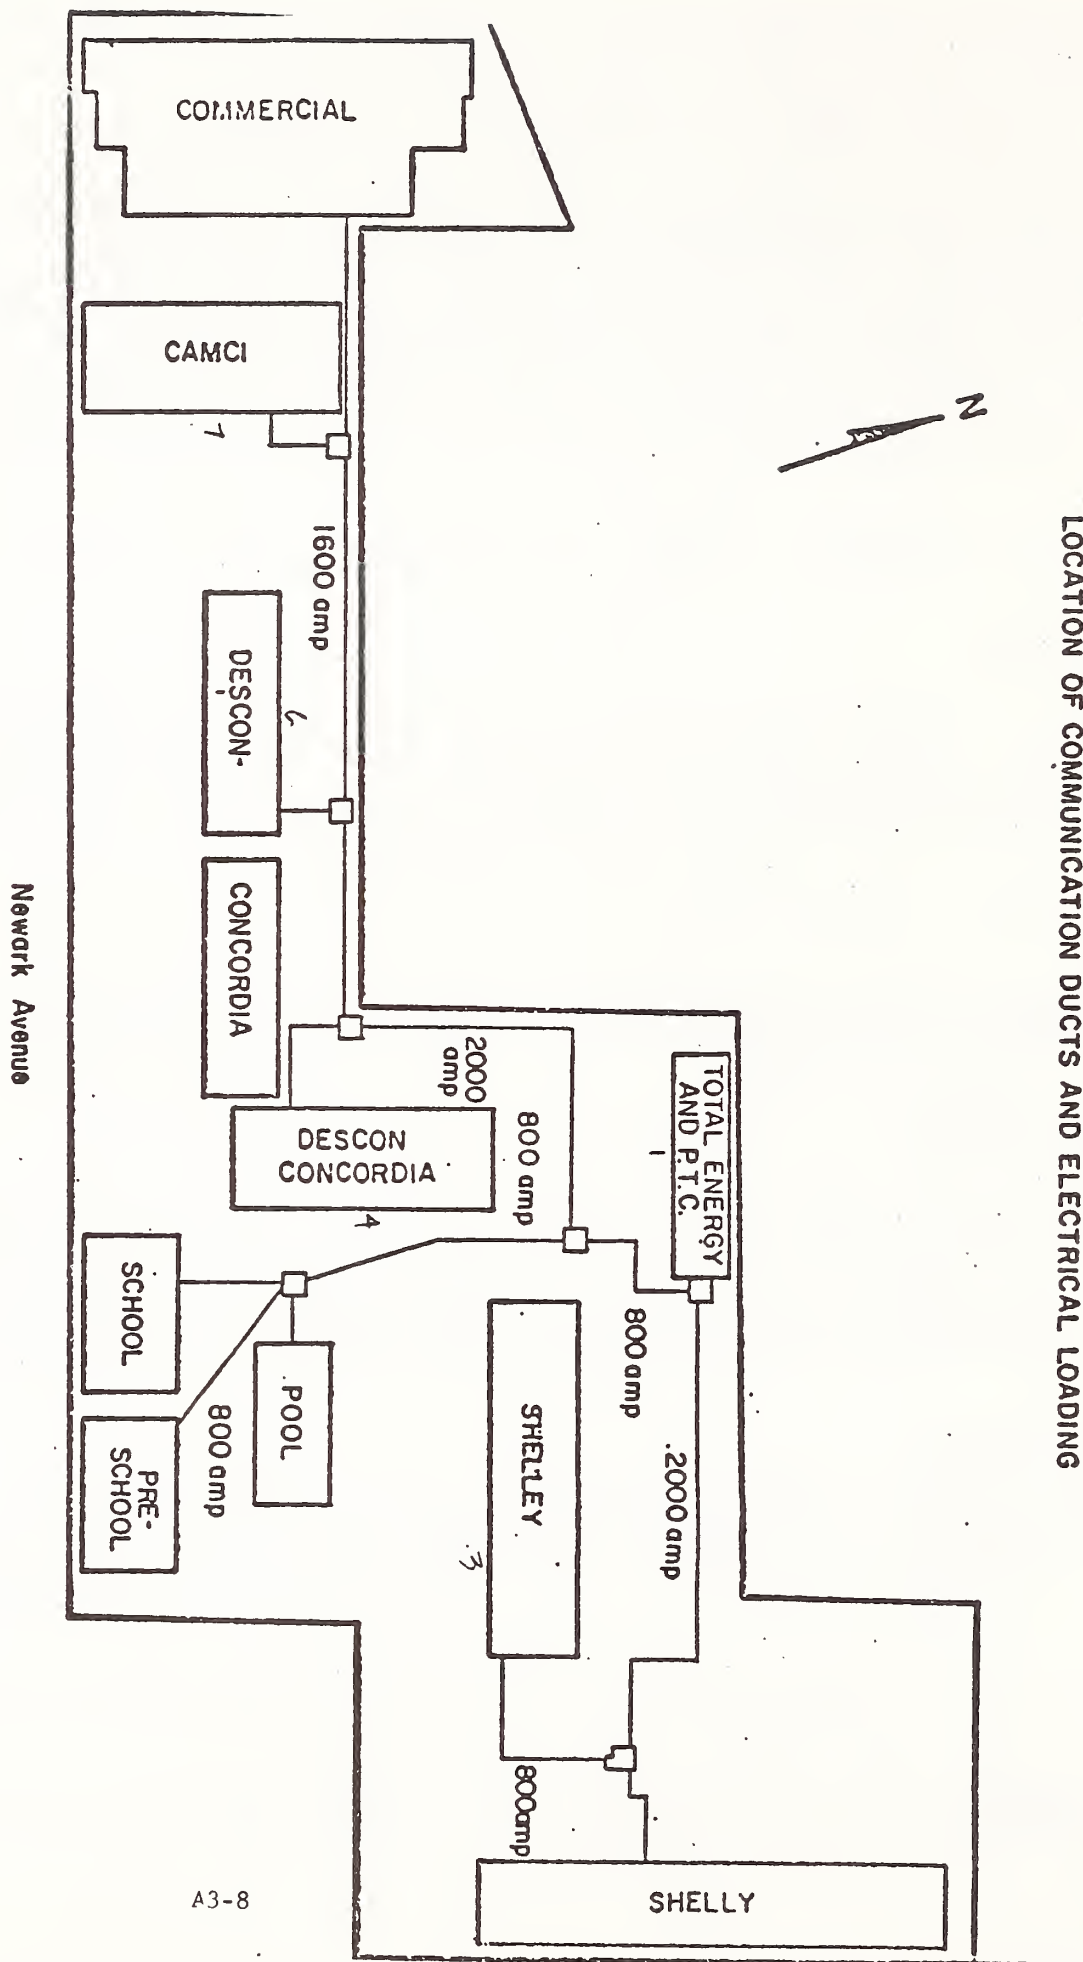 LOCATION OF COMMUNICATION DUCTS AND ELECTRICAL LOADING
COMMERCIAL
N
CAMCI
7
1600 amp
DESCON-
6
CONCORDIA
2000
amp
800 amp
TOTAL ENERGY
AND P.T.C.
1
DESCON
CONCORDIA
4
SCHOOL
POOL
800 amp
PRE-
SCHOOL
800 amp
.2000 amp
SHELLEY
3
800amp
SHELLY
Newark Avenue
A3-8